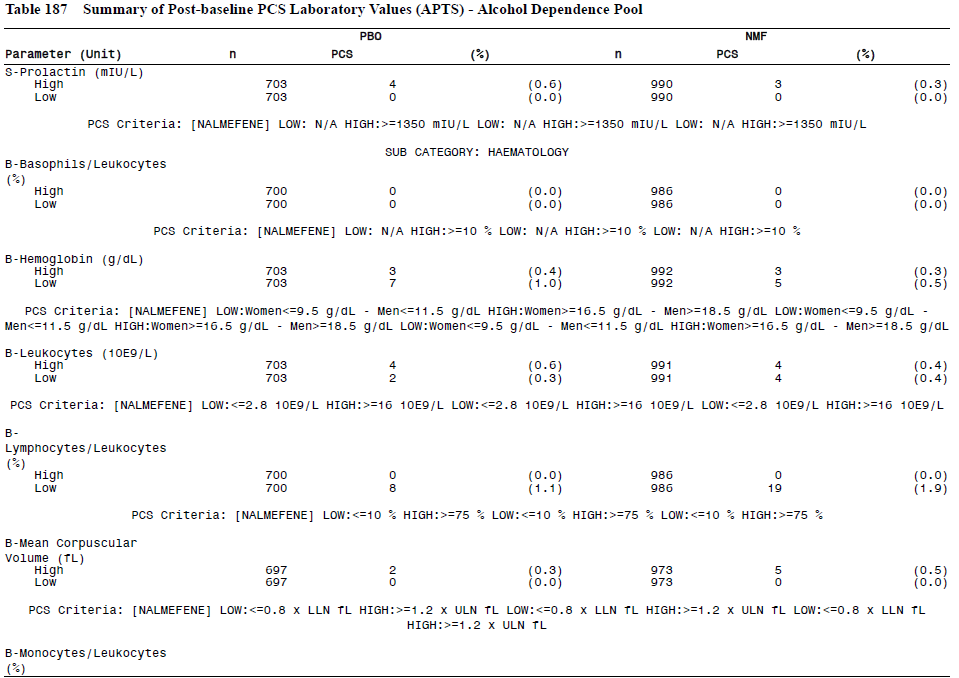 Table 187 Summary of Post-baseline PCS Laboratory Values (APTS) - Alcohol Dependence Pool
PBO NMF
Parameter (Unit) n PCS (%) n PCS (%)
S-Prolactin (mIU/L)
High 703 4 (0.6) 990 3 (0.3)
Low 703 0 (0.0) 990 0 (0.0)
PCS Criteria: [NALMEFENE] LOW: N/A HIGH:>=1350 mIU/L LOW: N/A HIGH:>=1350 mIU/L LOW: N/A HIGH:>=1350 mIU/L
SUB CATEGORY: HAEMATOLOGY
B-Basophils/Leukocytes
(%)
High 700 0 (0.0) 986 0 (0.0)
Low 700 0 (0.0) 986 0 (0.0)
PCS Criteria: [NALMEFENE] LOW: N/A HIGH:>=10 % LOW: N/A HIGH:>=10 % LOW: N/A HIGH:>=10 %
B-Hemoglobin (g/dL)
High 703 3 (0.4) 992 3 (0.3)
Low 703 7 (1.0) 992 5 (0.5)
PCS Criteria: [NALMEFENE] LOW:Women<=9.5 g/dL - Men<=11.5 g/dL HIGH:Women>=16.5 g/dL - Men>=18.5 g/dL LOW:Women<=9.5 g/dL -
Men<=11.5 g/dL HIGH:Women>=16.5 g/dL - Men>=18.5 g/dL LOW:Women<=9.5 g/dL - Men<=11.5 g/dL HIGH:Women>=16.5 g/dL - Men>=18.5 g/dL
B-Leukocytes (10E9/L)
High 703 4 (0.6) 991 4 (0.4)
Low 703 2 (0.3) 991 4 (0.4)
PCS Criteria: [NALMEFENE] LOW:<=2.8 10E9/L HIGH:>=16 10E9/L LOW:<=2.8 10E9/L HIGH:>=16 10E9/L LOW:<=2.8 10E9/L HIGH:>=16 10E9/L
B-
Lymphocytes/Leukocytes
(%)
High 700 0 (0.0) 986 0 (0.0)
Low 700 8 (1.1) 986 19 (1.9)
PCS Criteria: [NALMEFENE] LOW:<=10 % HIGH:>=75 % LOW:<=10 % HIGH:>=75 % LOW:<=10 % HIGH:>=75 %
B-Mean Corpuscular
Volume (fL)
High 697 2 (0.3) 973 5 (0.5)
Low 697 0 (0.0) 973 0 (0.0)
PCS Criteria: [NALMEFENE] LOW:<=0.8 x LLN fL HIGH:>=1.2 x ULN fL LOW:<=0.8 x LLN fL HIGH:>=1.2 x ULN fL LOW:<=0.8 x LLN fL
HIGH:>=1.2 x ULN fL
B-Monocytes/Leukocytes
(%)